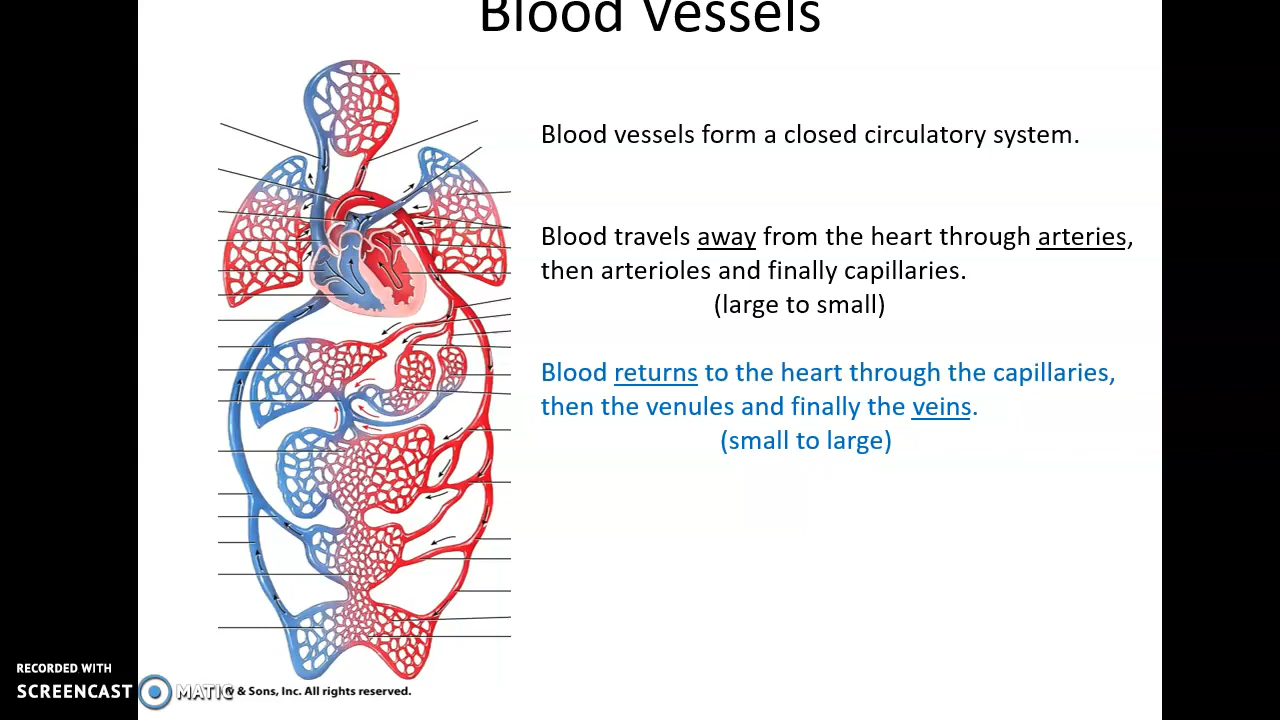 Blood Vessels
Blood vessels form a closed circulatory system.
Blood travels away from the heart through arteries,
then arterioles and finally capillaries.
(large to small)
Blood returns to the heart through the capillaries,
then the venules and finally the veins.
(small to large)
RECORDED WITH
SCREENCAST MATIC
& Sons, Inc. All rights reserved.